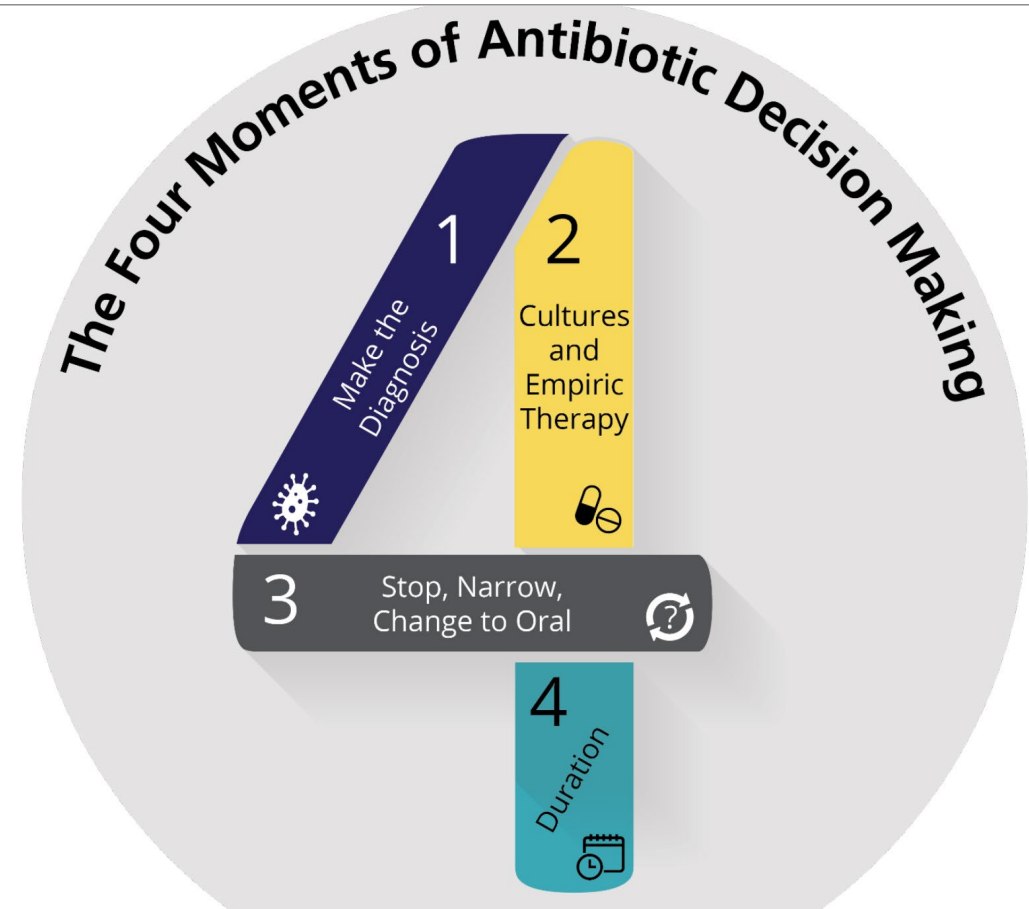 The Four Moments of Antibiotic Decision Making
1
Make the
Diagnosis
2
Cultures
and
Empiric
Therapy
3
Stop, Narrow,
Change to Oral
?
4
Duration